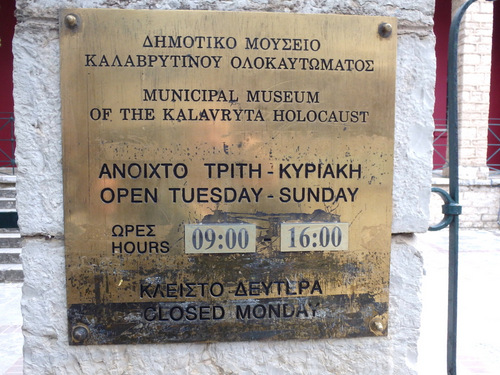 ΔΗΜΟΤΙΚΟ ΜΟΥΣΕΙΟ
ΚΑΛΑΒΡΥΤΙΝΟΥ ΟΛΟΚΑΥΤΩΜΑΤΟΣ
MUNICIPAL MUSEUM
OF THE KALAVRYTA HOLOCAUST
ΑΝΟΙΧΤΟ ΤΡΙΤΗ - ΚΥΡΙΑΚΗ
OPEN TUESDAY - SUNDAY
ΩΡΕΣ
HOURS 09:00 - 16:00
ΚΛΕΙΣΤΟ ΔΕΥΤΕΡΑ
CLOSED MONDAY